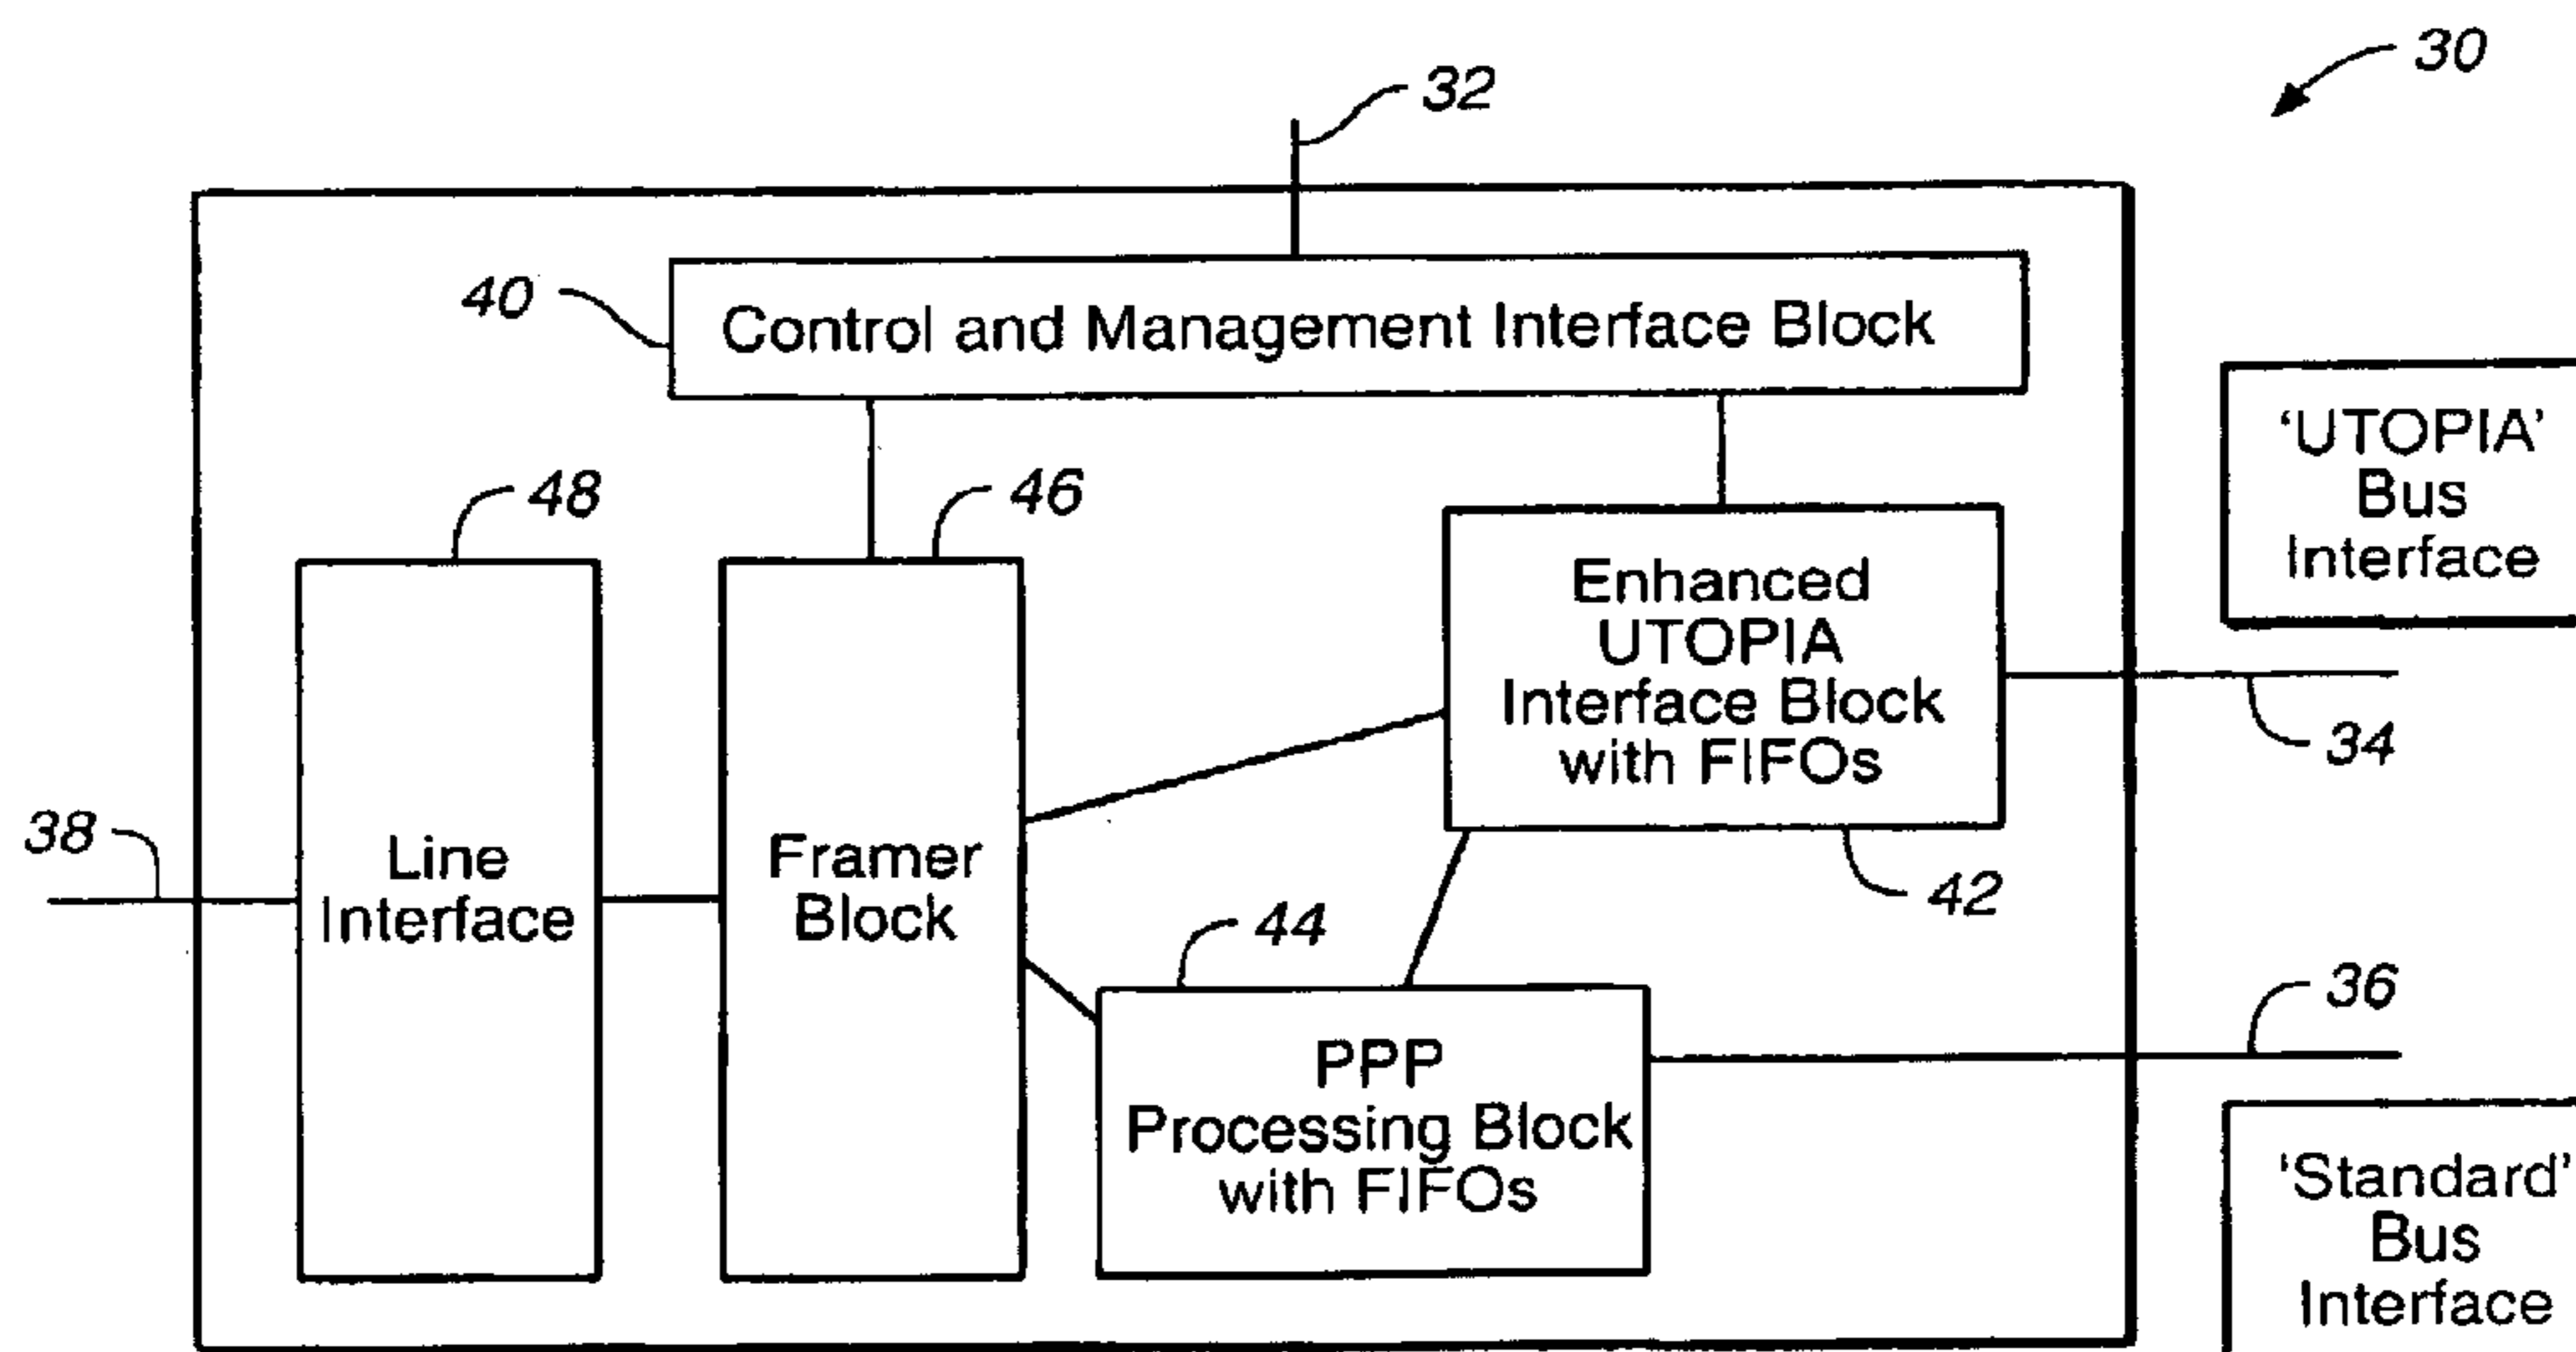 30
32
40
Control and Management Interface Block
'UTOPIA'
Bus
Interface
48
46
Enhanced
UTOPIA
Interface Block
with FIFOs
34
38
Line
Interface
Framer
Block
42
44
36
PPP
Processing Block
with FIFOs
'Standard'
Bus
Interface